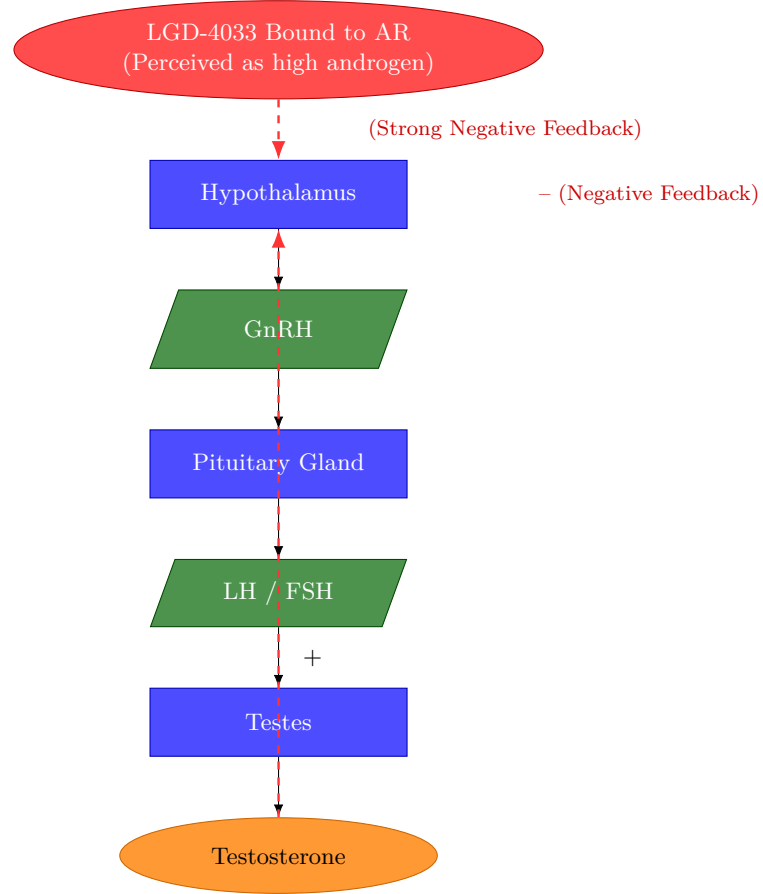 LGD-4033 Bound to AR
(Perceived as high androgen)
(Strong Negative Feedback)
Hypothalamus
– (Negative Feedback)
GnRH
Pituitary Gland
LH / FSH
+
Testes
Testosterone